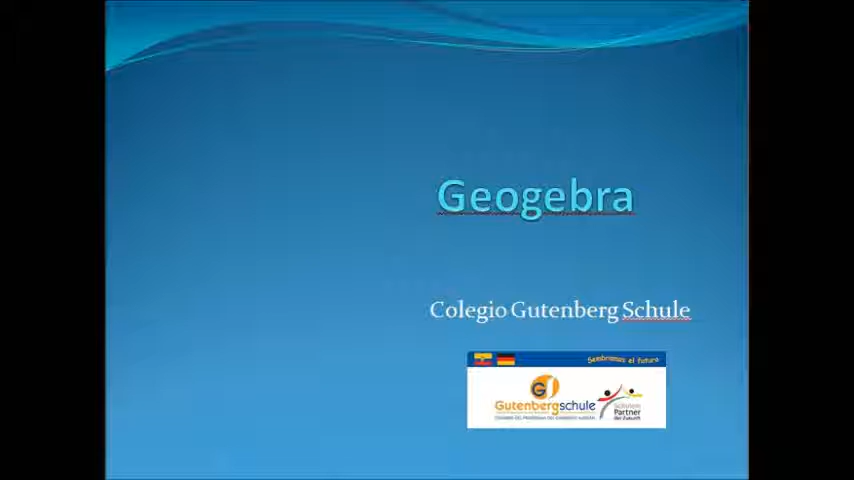 Geogebra
Colegio Gutenberg Schule
Sembramos el futuro
Gutenbergschule
Schulen
Partner
der Zukunft